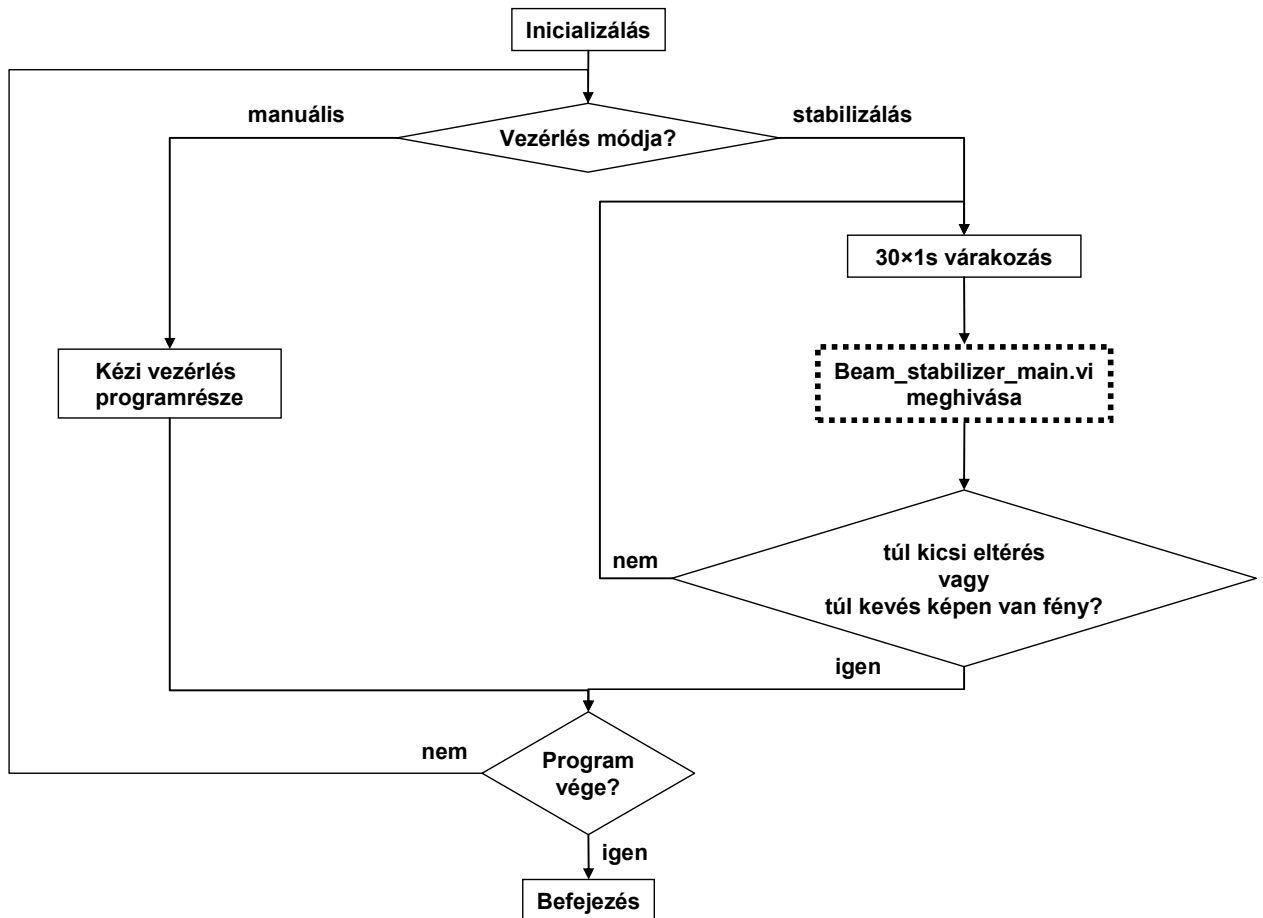 Inicializálás
manuális
stabilizálás
Vezérlés módja?
30×1s várakozás
Kézi vezérlés
programrésze
Beam_stabilizer_main.vi
meghivása
nem
túl kicsi eltérés
vagy
túl kevés képen van fény?
igen
nem
Program
vége?
igen
Befejezés